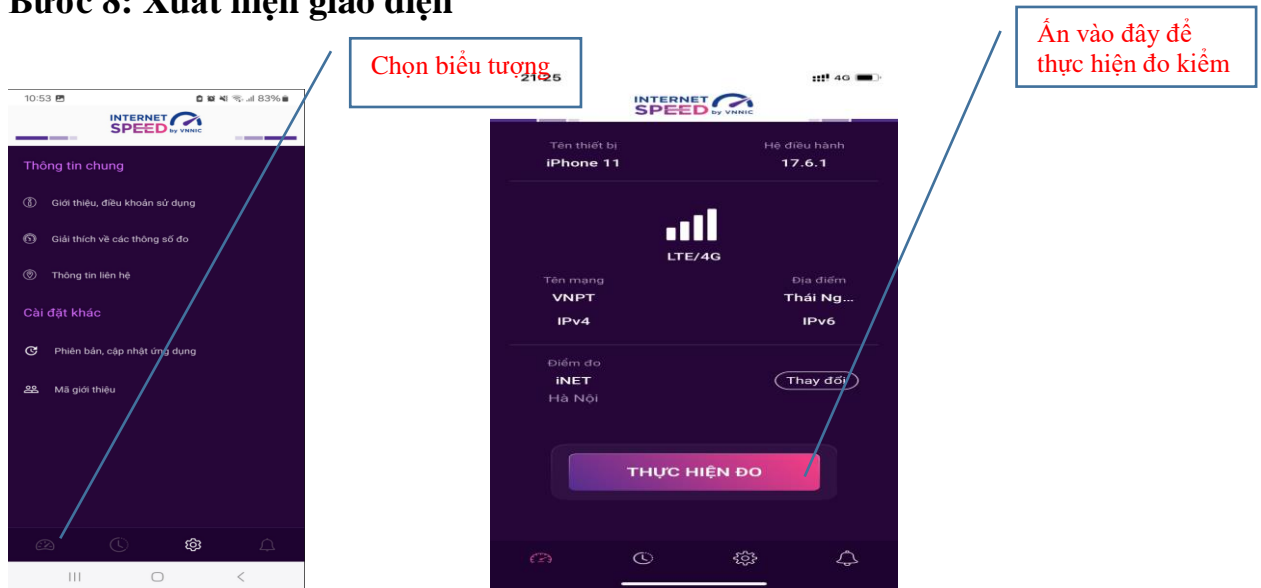 Bước 8: Xuất hiện giao diện
Chọn biểu tượng
Ấn vào đây để
thực hiện đo kiểm
10:53
83%
INTERNET
SPEED by VNNIC
Thông tin chung
Giới thiệu, điều khoản sử dụng
Giải thích về các thông số đo
Thông tin liên hệ
Cài đặt khác
Phiên bản, cập nhật ứng dụng
Mã giới thiệu
21:25
4G
INTERNET
SPEED by VNNIC
Tên thiết bị
Hệ điều hành
iPhone 11
17.6.1
LTE/4G
Tên mạng
Địa điểm
VNPT
Thái Ng...
IPv4
IPv6
Điểm đo
iNET
Thay đổi
Hà Nội
THỰC HIỆN ĐO